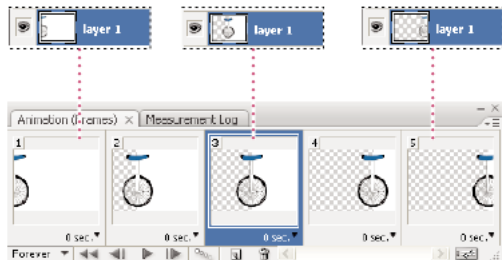 layer 1 layer 1 layer 1
Animation (Frames) × Measurement Log
1 2 3 4 5
0 sec. 0 sec. 0 sec. 0 sec. 0 sec.
Forever